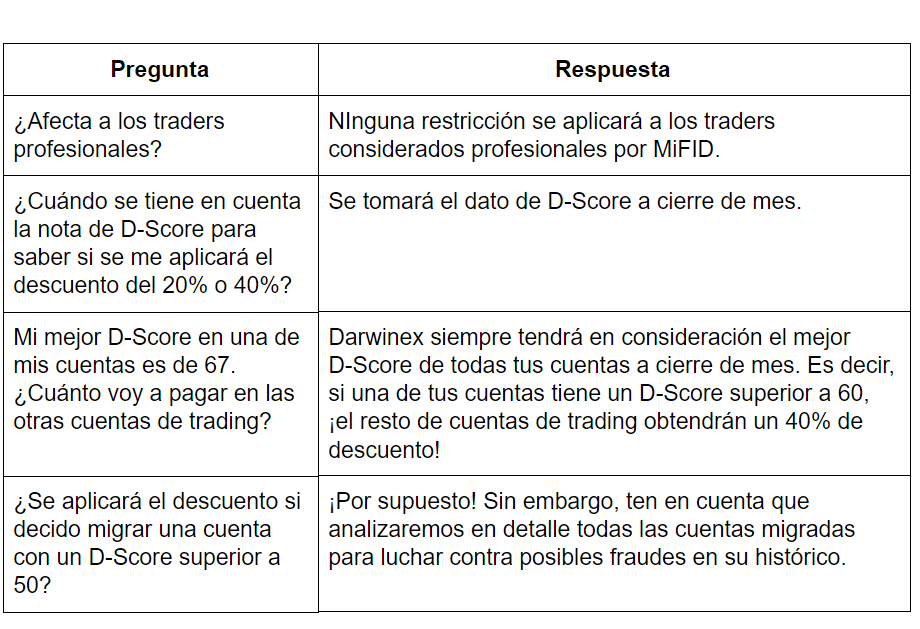 Pregunta
Respuesta
¿Afecta a los traders
profesionales?
NInguna restricción se aplicará a los traders
considerados profesionales por MiFID.
¿Cuándo se tiene en cuenta
la nota de D-Score para
saber si se me aplicará el
descuento del 20% o 40%?
Se tomará el dato de D-Score a cierre de mes.
Mi mejor D-Score en una de
mis cuentas es de 67.
¿Cuánto voy a pagar en las
otras cuentas de trading?
Darwinex siempre tendrá en consideración el mejor
D-Score de todas tus cuentas a cierre de mes. Es decir,
si una de tus cuentas tiene un D-Score superior a 60,
¡el resto de cuentas de trading obtendrán un 40% de
descuento!
¿Se aplicará el descuento si
decido migrar una cuenta
con un D-Score superior a
50?
¡Por supuesto! Sin embargo, ten en cuenta que
analizaremos en detalle todas las cuentas migradas
para luchar contra posibles fraudes en su histórico.